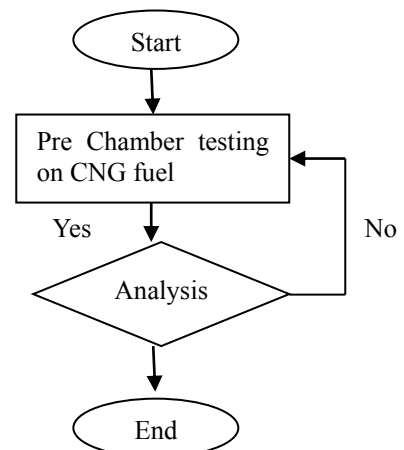 Start
Pre Chamber testing
on CNG fuel
Yes
No
Analysis
End